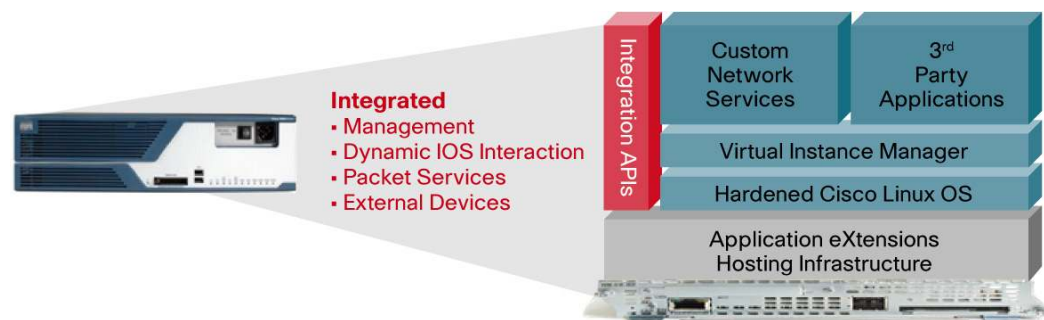 Integrated
▪ Management
▪ Dynamic IOS Interaction
▪ Packet Services
▪ External Devices
Integration APIs
Custom
Network
Services
3rd
Party
Applications
Virtual Instance Manager
Hardened Cisco Linux OS
Application eXtensions
Hosting Infrastructure